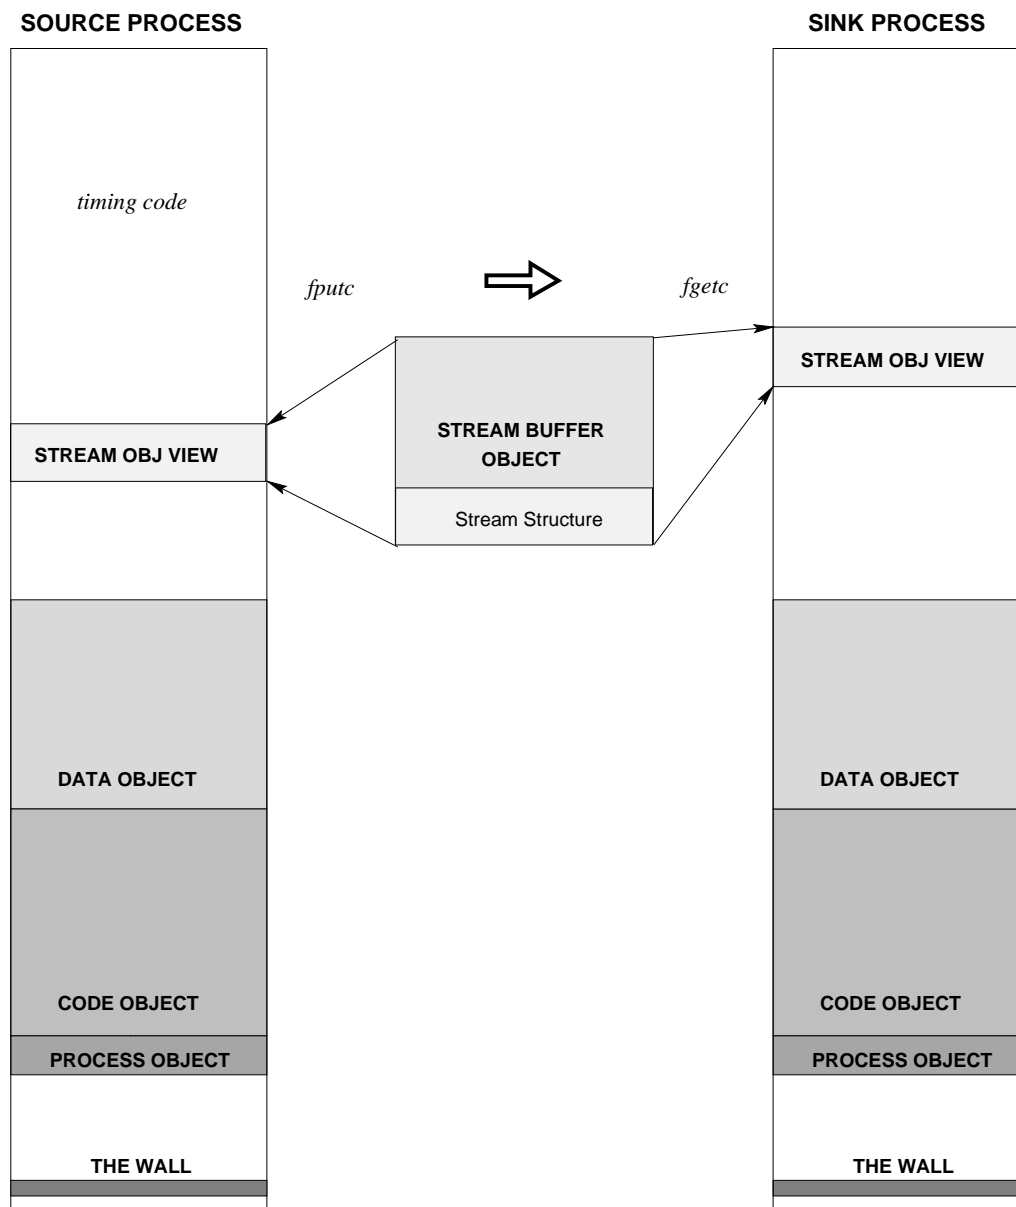 SOURCE PROCESS
SINK PROCESS
timing code
fputc
fgetc
STREAM OBJ VIEW
STREAM BUFFER
OBJECT
STREAM OBJ VIEW
Stream Structure
DATA OBJECT
DATA OBJECT
CODE OBJECT
CODE OBJECT
PROCESS OBJECT
PROCESS OBJECT
THE WALL
THE WALL